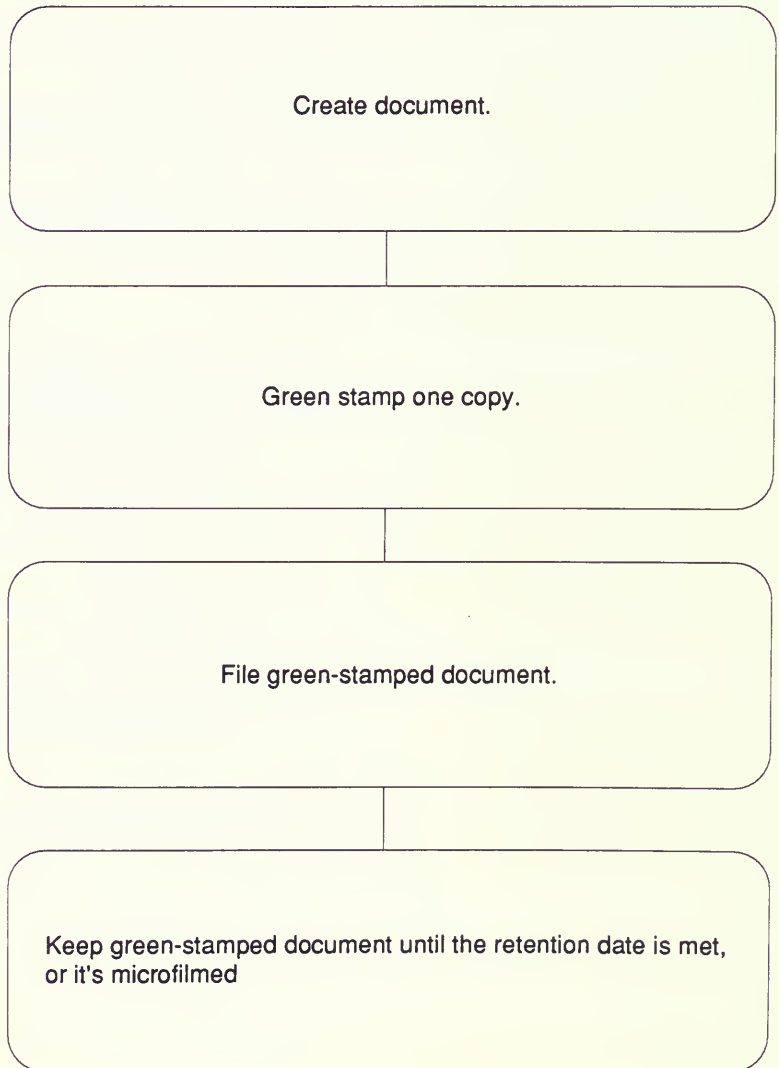 Create document.
Green stamp one copy.
File green-stamped document.
Keep green-stamped document until the retention date is met,
or it's microfilmed